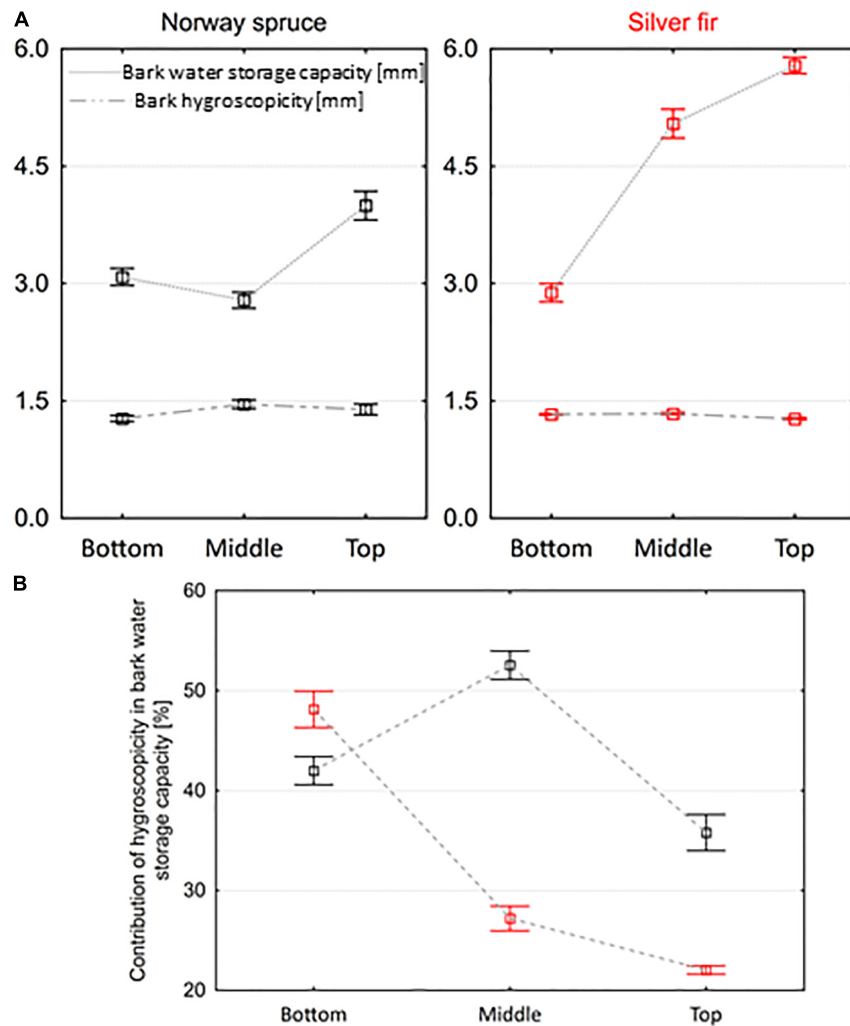 A
Norway spruce
Silver fir
6.0
4.5
3.0
1.5
0.0
Bark water storage capacity [mm]
Bark hygroscopicity [mm]
Bottom Middle Top
6.0
4.5
3.0
1.5
0.0
Bottom Middle Top
B
Contribution of hygroscopicity in bark water
storage capacity [%]
60
50
40
30
20
Bottom Middle Top